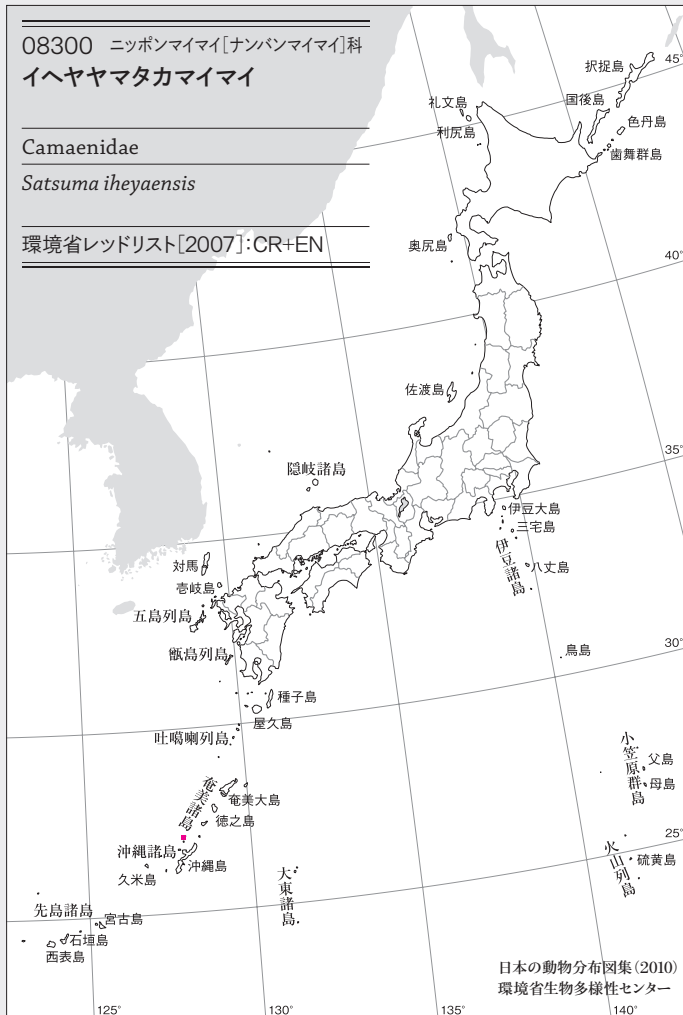 08300 ニッポンマイマイ[ナンバンマイマイ]科
イヘヤヤマタカマイマイ
Camaenidae
Satsuma iheyaensis
環境省レッドリスト[2007]:CR+EN
択捉島
45°
国後島
礼文島
色丹島
利尻島
歯舞群島
奥尻島
40°
佐渡島
35°
隠岐諸島
伊豆大島
三宅島
伊豆諸島
八丈島
対馬
壱岐島
五島列島
甑島列島
鳥島
30°
種子島
屋久島
吐噶喇列島
小笠原群島
父島
母島
奄美諸島
奄美大島
徳之島
25°
沖縄諸島
沖縄島
久米島
火山列島
硫黄島
大東諸島
先島諸島
宮古島
石垣島
西表島
日本の動物分布図集(2010)
環境省生物多様性センター
125°
130°
135°
140°